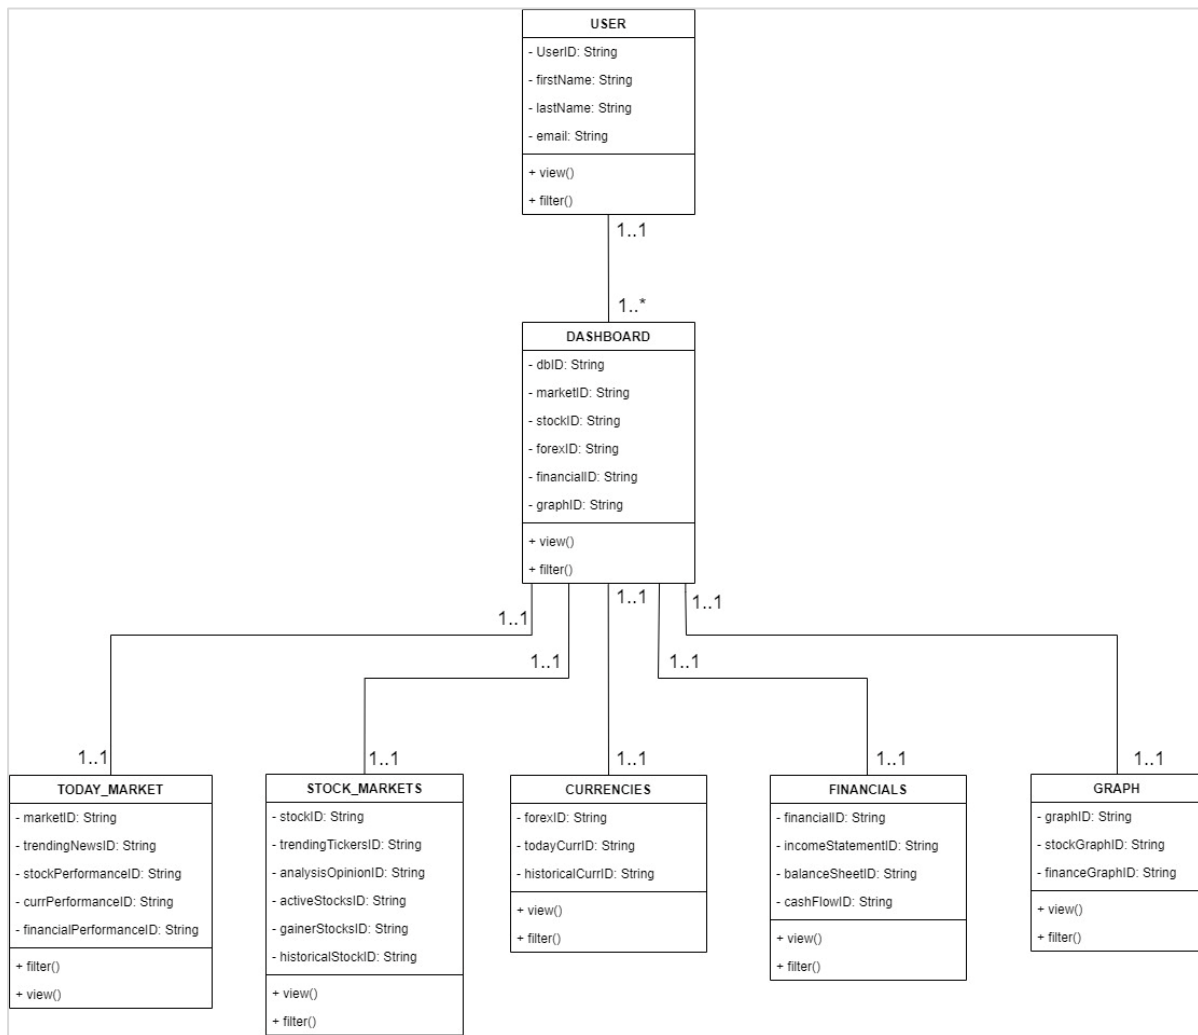 USER
- UserID: String
- firstName: String
- lastName: String
- email: String
+ view()
+ filter()
1..1
1..*
DASHBOARD
- dbID: String
- marketID: String
- stockID: String
- forexID: String
- financialID: String
- graphID: String
+ view()
+ filter()
1..1
1..1
1..1
1..1
1..1
1..1
TODAY_MARKET
- marketID: String
- trendingNewsID: String
- stockPerformanceID: String
- currPerformanceID: String
- financialPerformanceID: String
+ filter()
+ view()
1..1
STOCK_MARKETS
- stockID: String
- trendingTickersID: String
- analysisOpinionID: String
- activeStocksID: String
- gainerStocksID: String
- historicalStockID: String
+ view()
+ filter()
1..1
CURRENCIES
- forexID: String
- todayCurrID: String
- historicalCurrID: String
+ view()
+ filter()
1..1
FINANCIALS
- financialID: String
- incomeStatementID: String
- balanceSheetID: String
- cashFlowID: String
+ view()
+ filter()
1..1
GRAPH
- graphID: String
- stockGraphID: String
- financeGraphID: String
+ view()
+ filter()